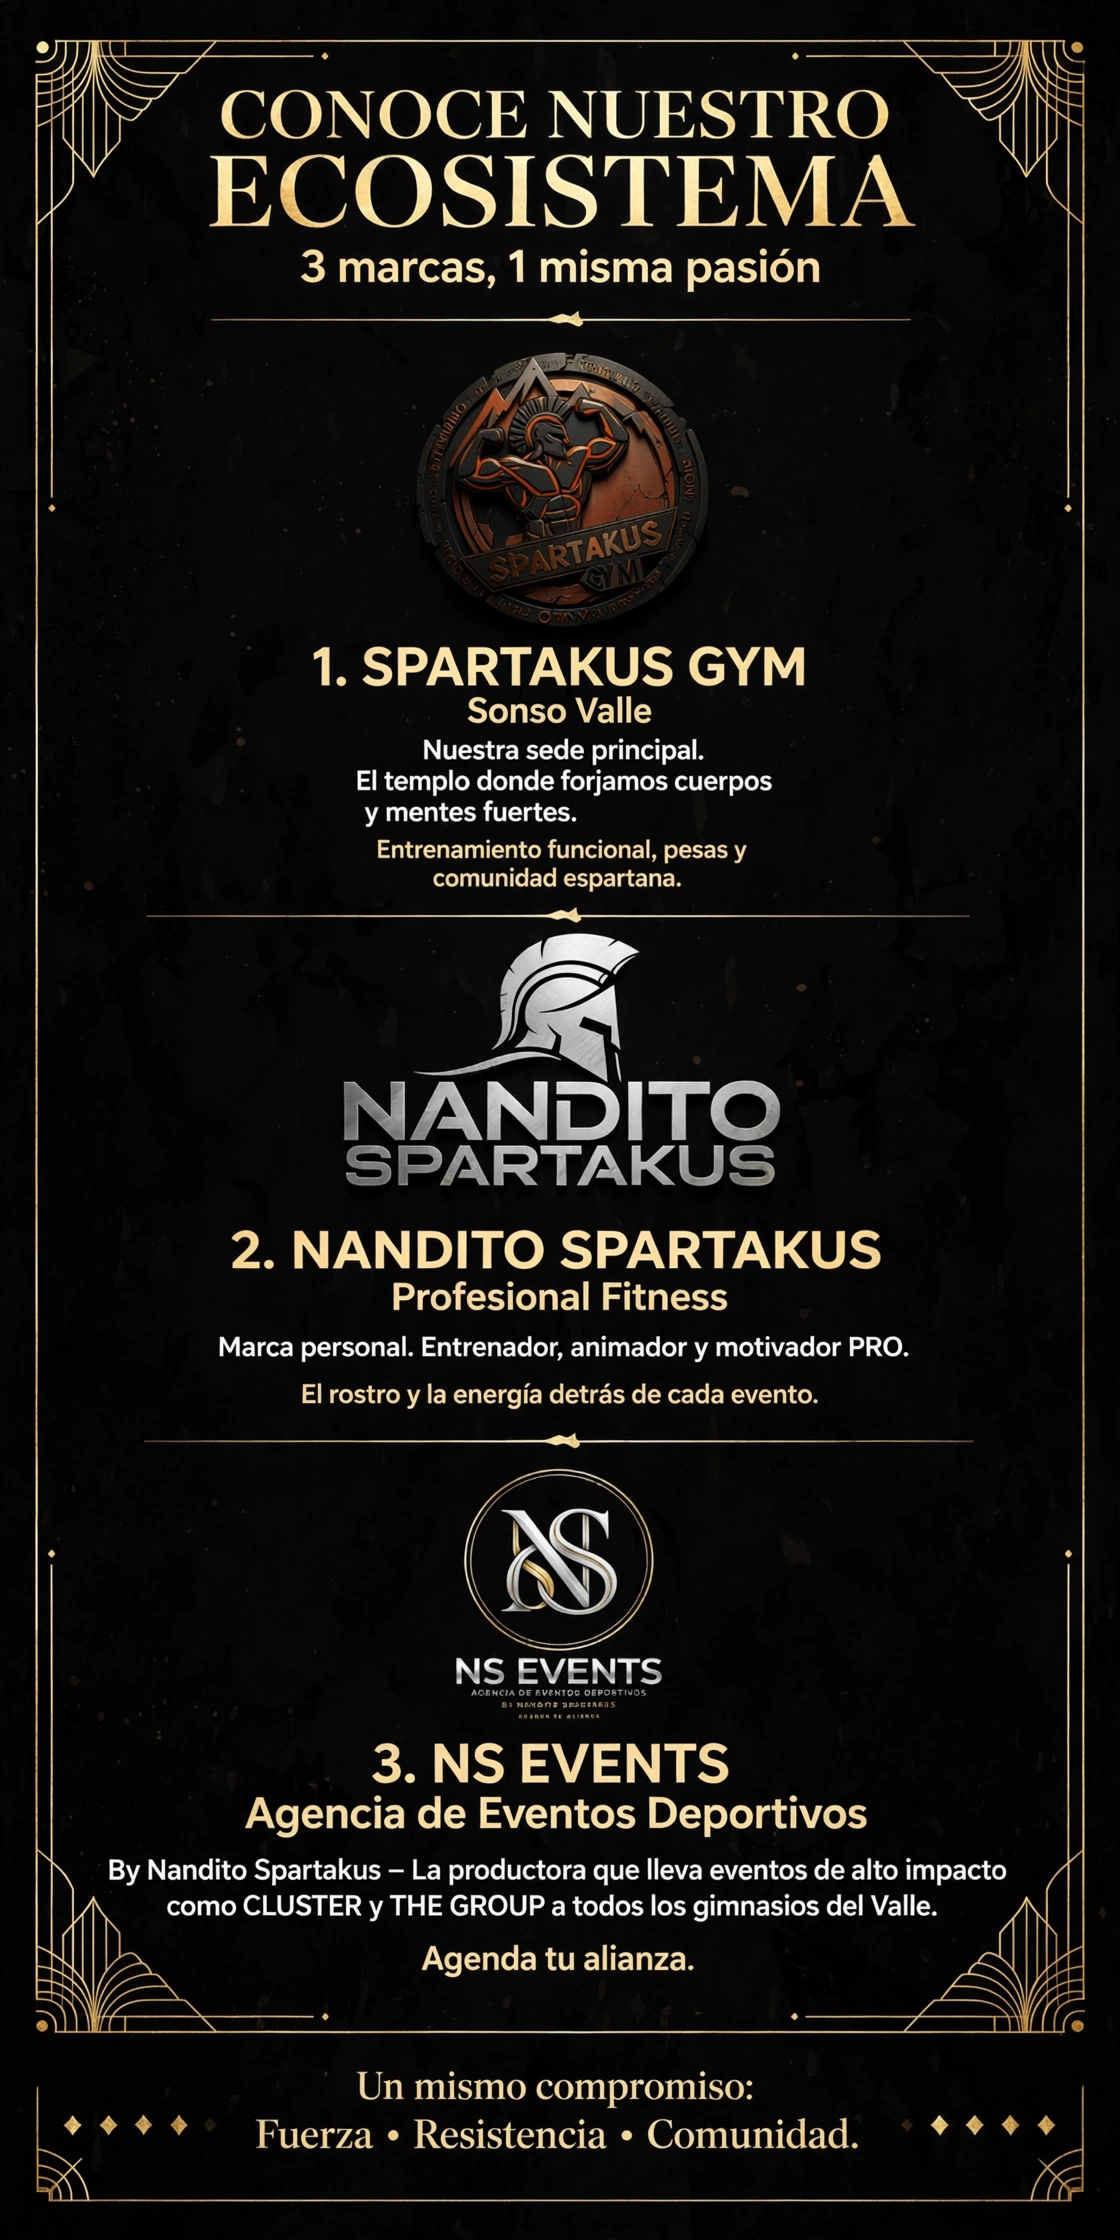 CONOCE NUESTRO
ECOSISTEMA
3 marcas, 1 misma pasión
SPARTAKUS
GYM
1. SPARTAKUS GYM
Sonso Valle
Nuestra sede principal.
El templo donde forjamos cuerpos
y mentes fuertes.
Entrenamiento funcional, pesas y
comunidad espartana.
NANDITO
SPARTAKUS
2. NANDITO SPARTAKUS
Profesional Fitness
Marca personal. Entrenador, animador y motivador PRO.
El rostro y la energía detrás de cada evento.
NS
NS EVENTS
AGENCIA DE EVENTOS DEPORTIVOS
3. NS EVENTS
Agencia de Eventos Deportivos
By Nandito Spartakus – La productora que lleva eventos de alto impacto
como CLUSTER y THE GROUP a todos los gimnasios del Valle.
Agenda tu alianza.
Un mismo compromiso:
Fuerza • Resistencia • Comunidad.